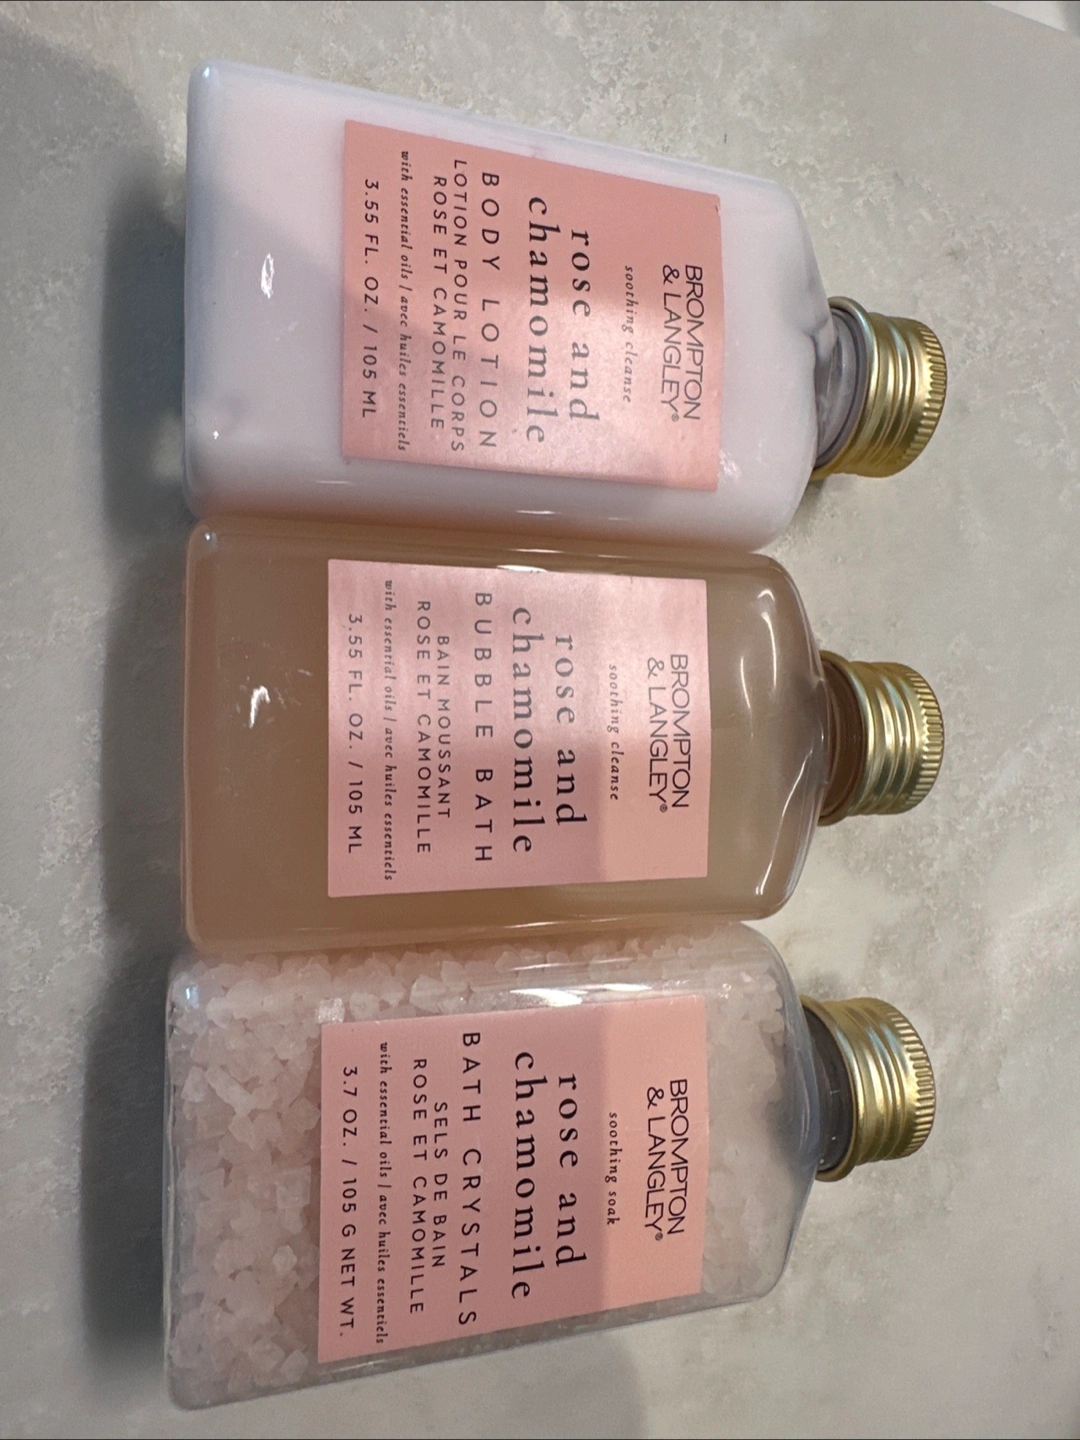 BROMPTON
& LANGLEY®
soothing cleanse
rose and
chamomile
BODY LOTION
LOTION POUR LE CORPS
ROSE ET CAMOMILLE
with essential oils / avec huiles essentiels
3.55 FL. OZ. / 105 ML
BROMPTON
& LANGLEY®
soothing cleanse
rose and
chamomile
BUBBLE BATH
BAIN MOUSSANT
ROSE ET CAMOMILLE
with essential oils / avec huiles essentiels
3.55 FL. OZ. / 105 ML
BROMPTON
& LANGLEY®
soothing soak
rose and
chamomile
BATH CRYSTALS
SELS DE BAIN
ROSE ET CAMOMILLE
with essential oils / avec huiles essentiels
3.7 OZ. / 105 G NET WT.